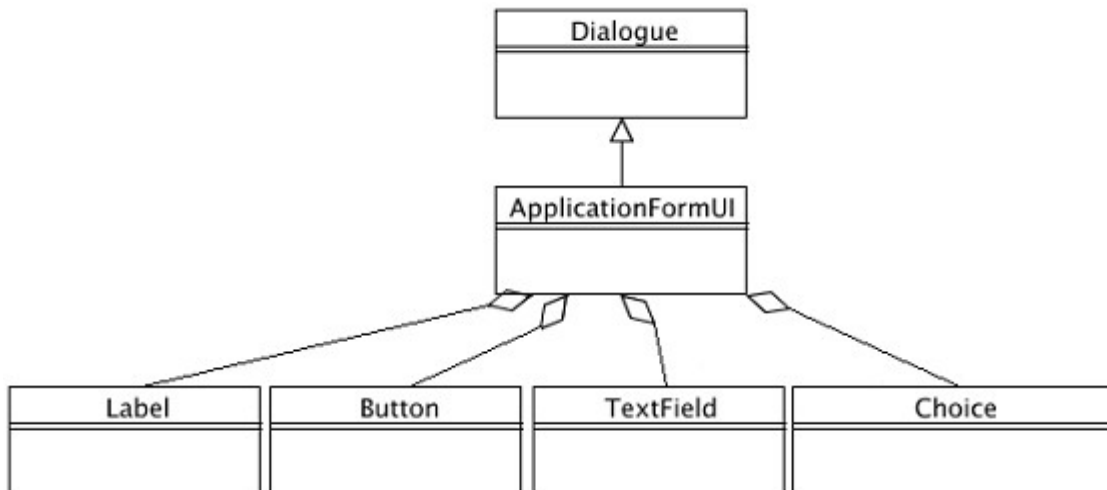 Dialogue
ApplicationFormUI
Label
Button
TextField
Choice